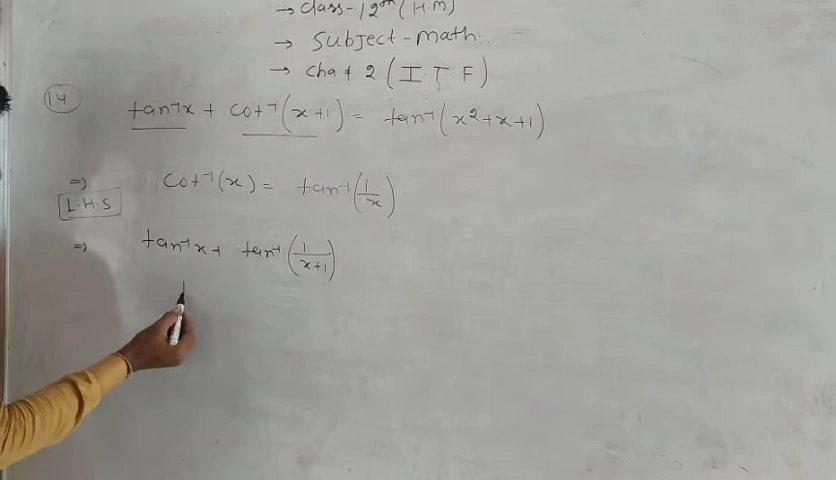 → class-12th (H.M)
→ Subject-math..
→ Cha † 2 (I.T.F)
14
tan⁻¹x + Cot⁻¹(x+1) = tan⁻¹(x²+x+1)
⇒) Cot⁻¹(x) = tan⁻¹(1/x)
L.H.S
⇒) tan⁻¹x + tan⁻¹(1/x+1)